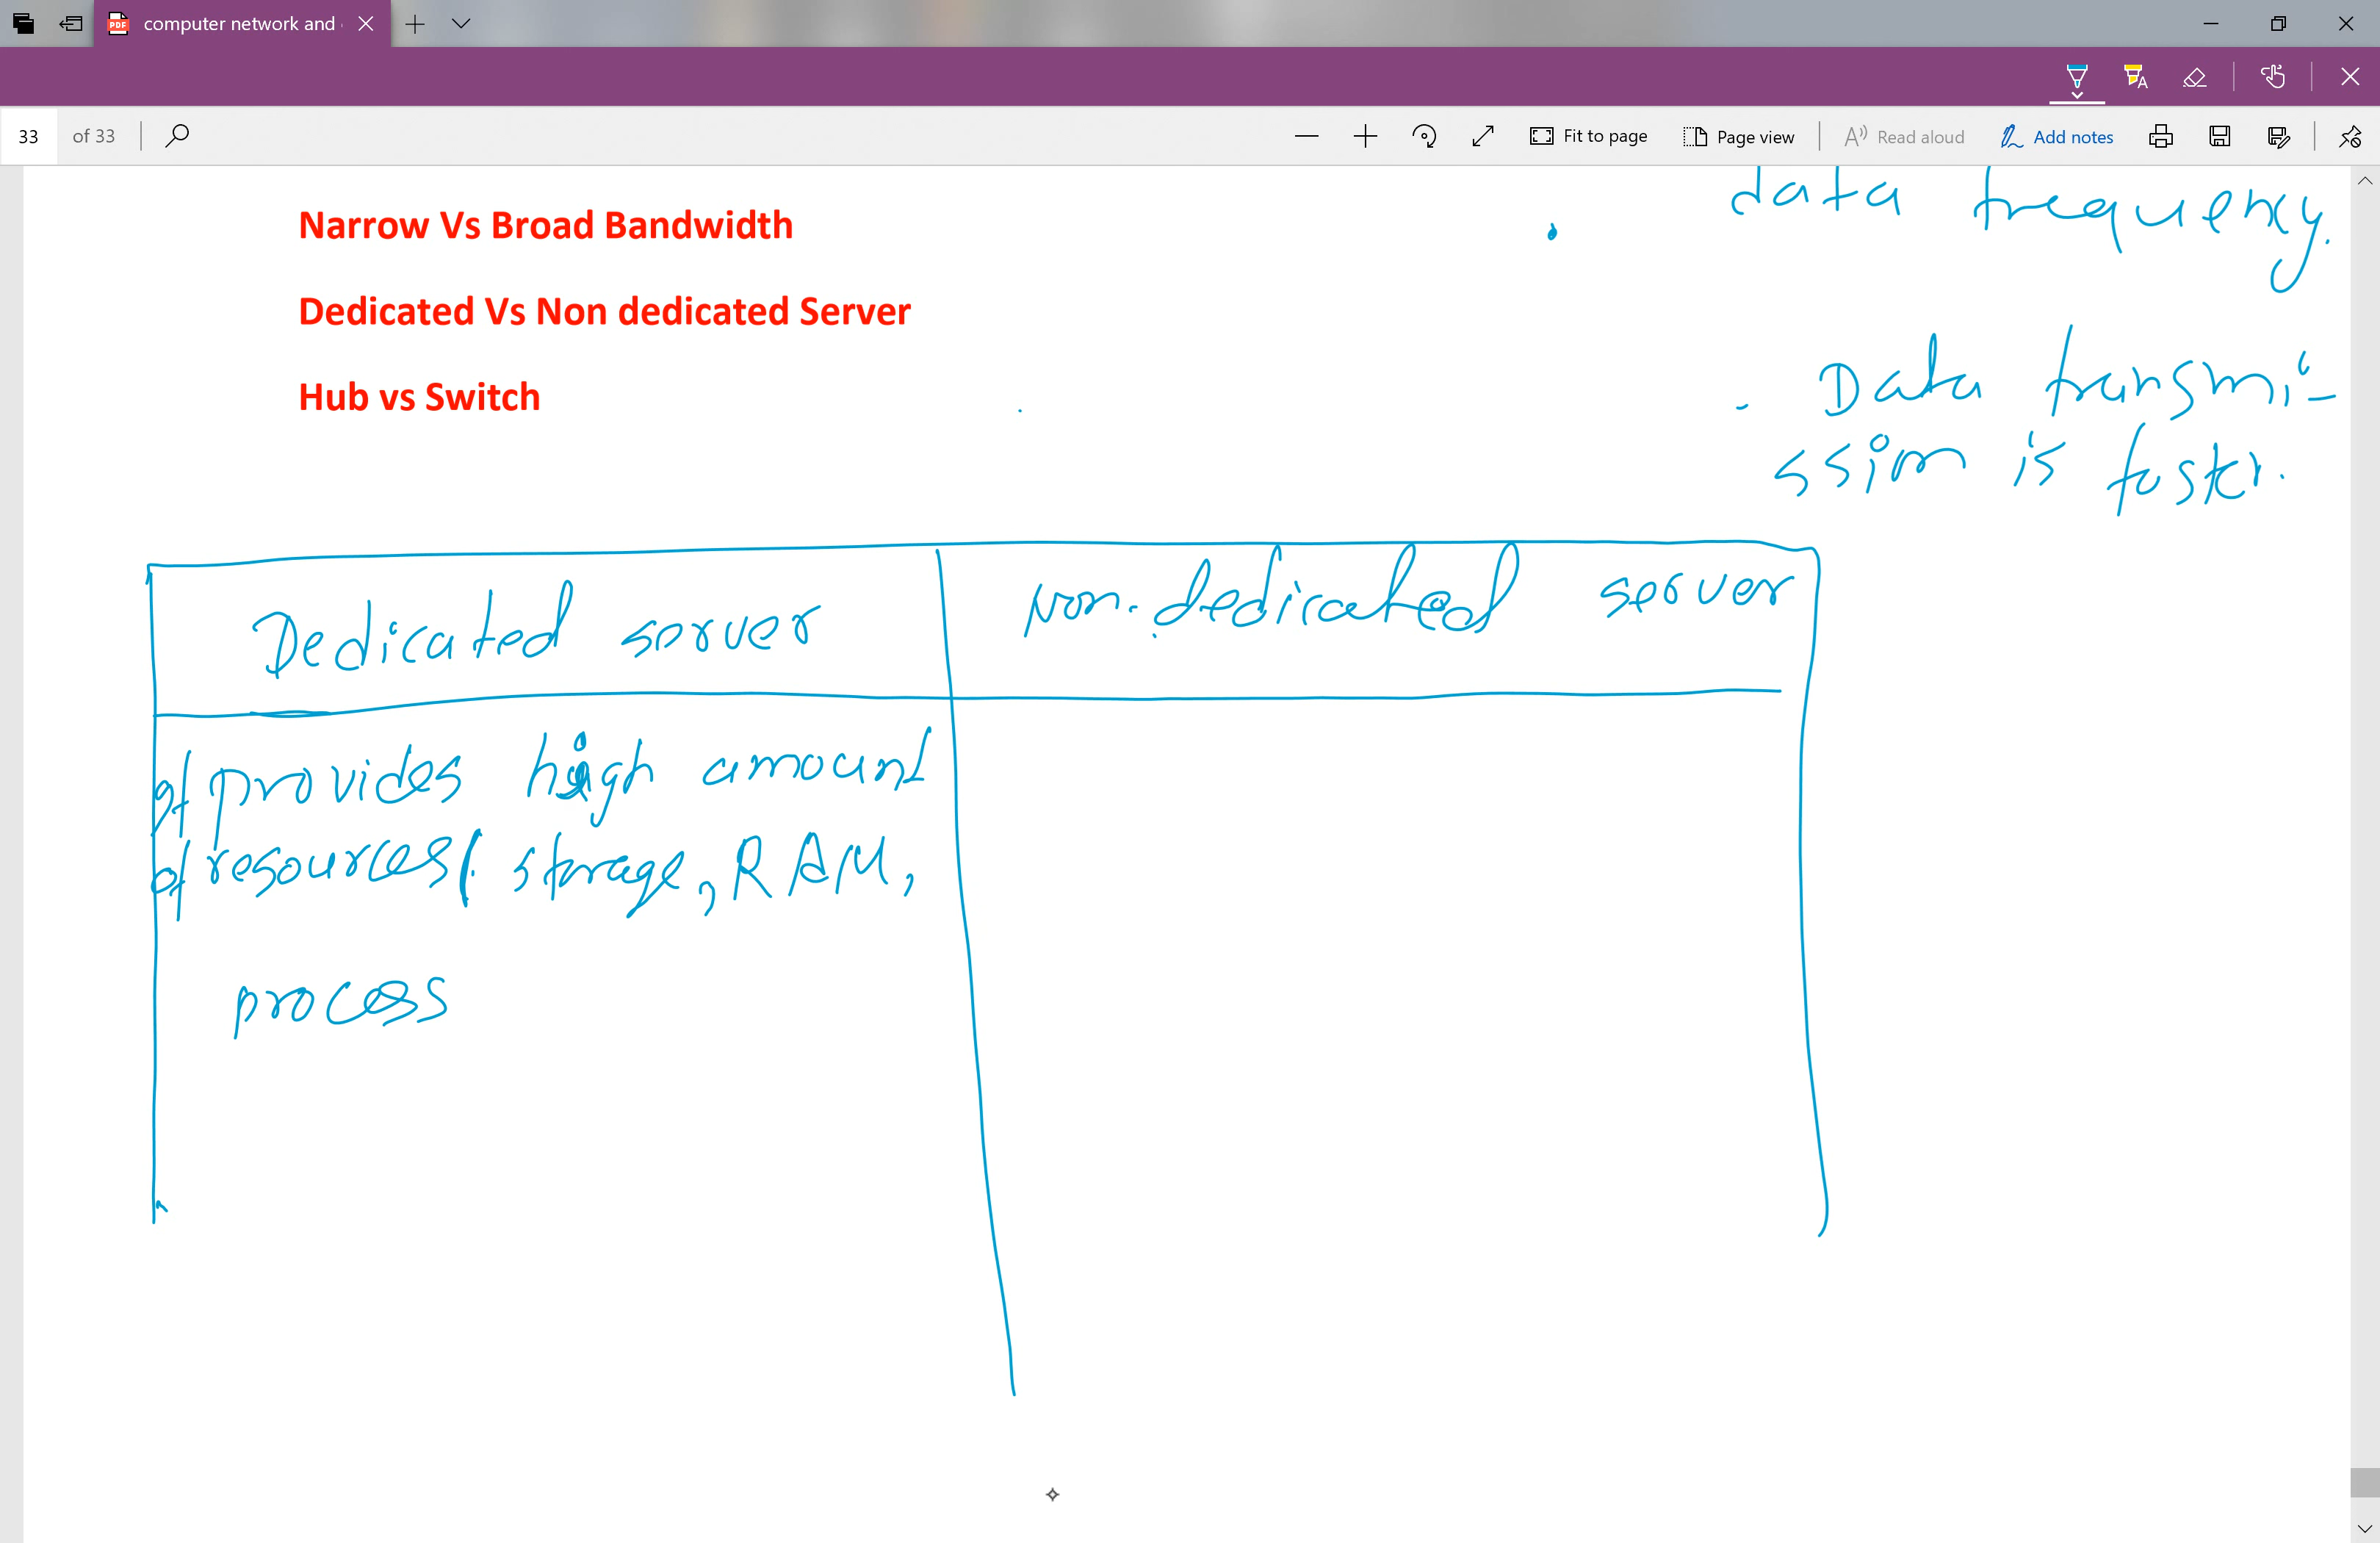 computer network and
33 of 33
Fit to page
Page view
Read aloud
Add notes
data frequency.
Narrow Vs Broad Bandwidth
Dedicated Vs Non dedicated Server
Hub vs Switch
- Data transmi-
ssion is faster.
Dedicated server
Non-dedicated server
provides high amount
of resources( storage, RAM,
process